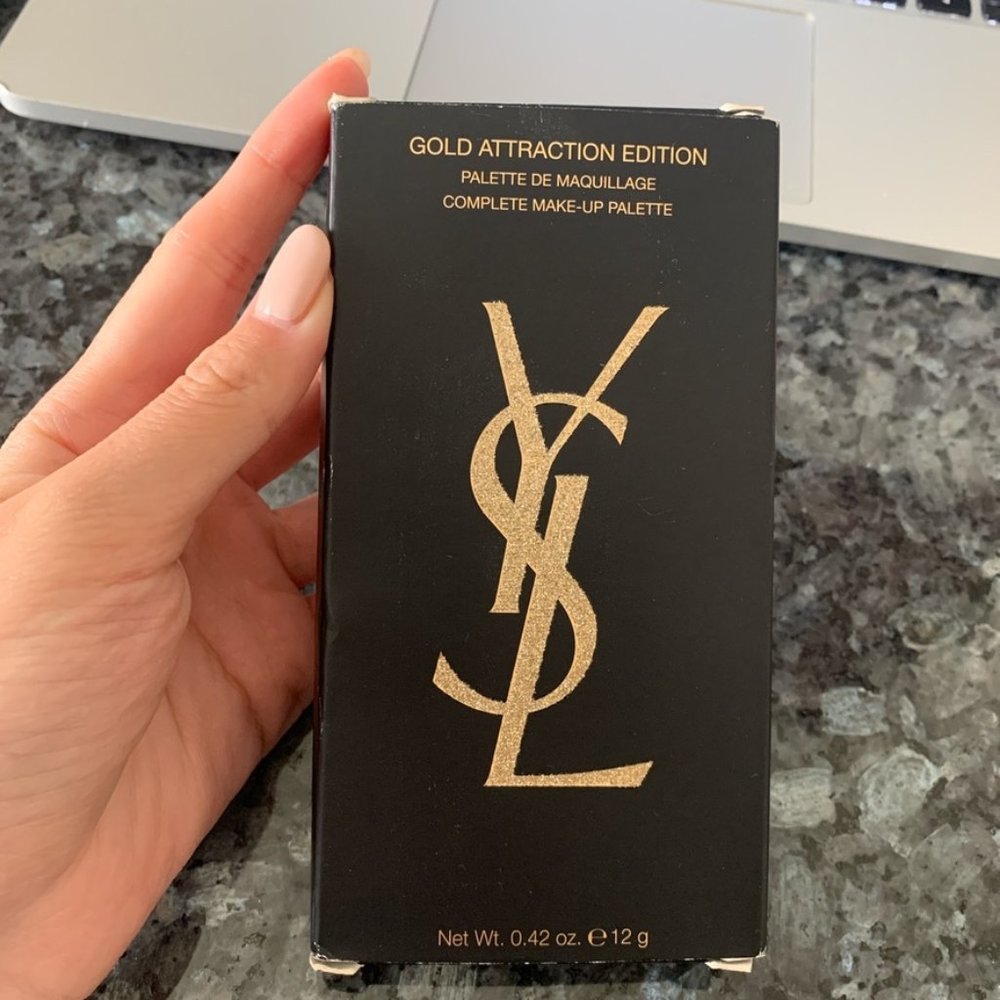 GOLD ATTRACTION EDITION
PALETTE DE MAQUILLAGE
COMPLETE MAKE-UP PALETTE
YSL
Net Wt. 0.42 oz. ℮ 12 g